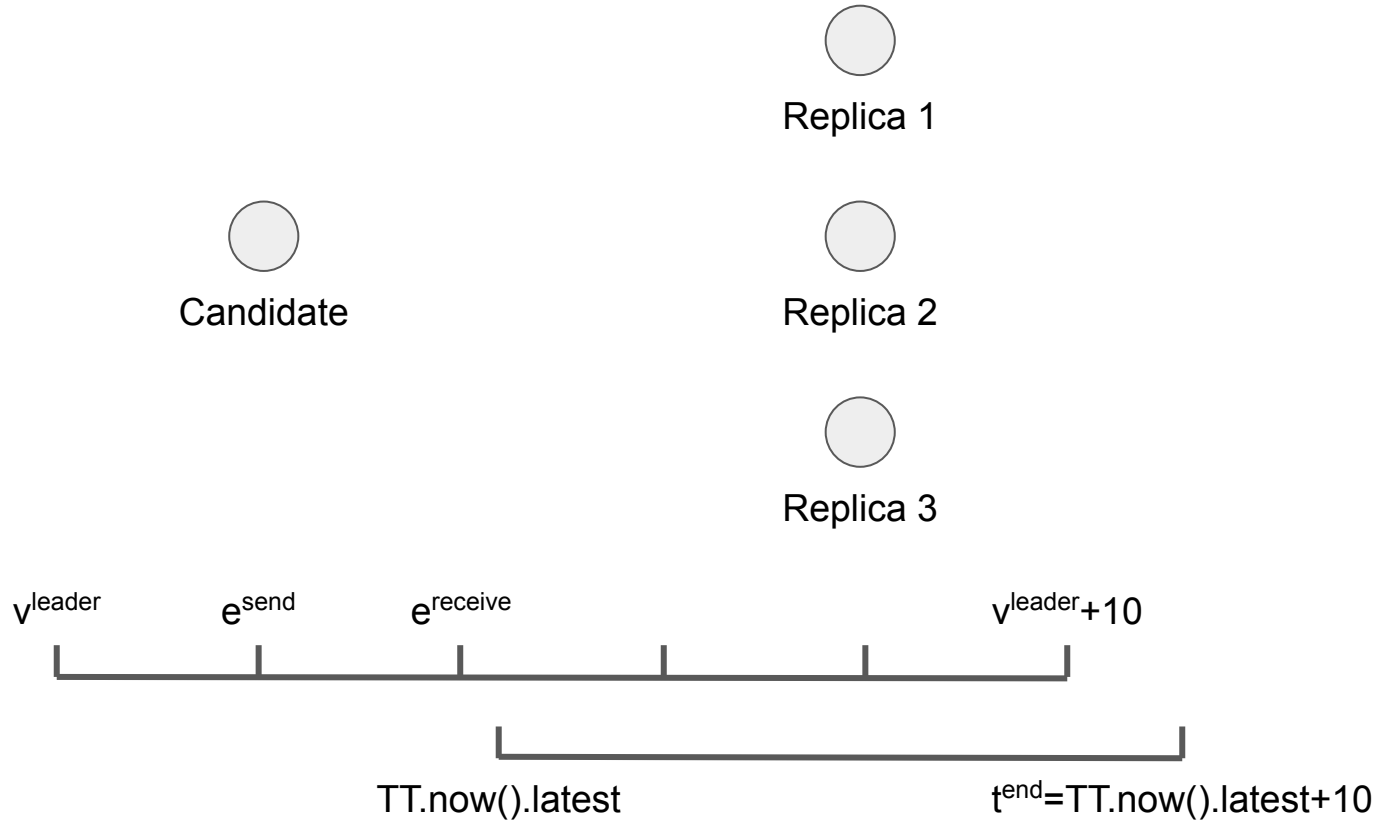 Replica 1
Candidate
Replica 2
Replica 3
v^leader e^send e^receive v^leader+10
TT.now().latest t^end=TT.now().latest+10